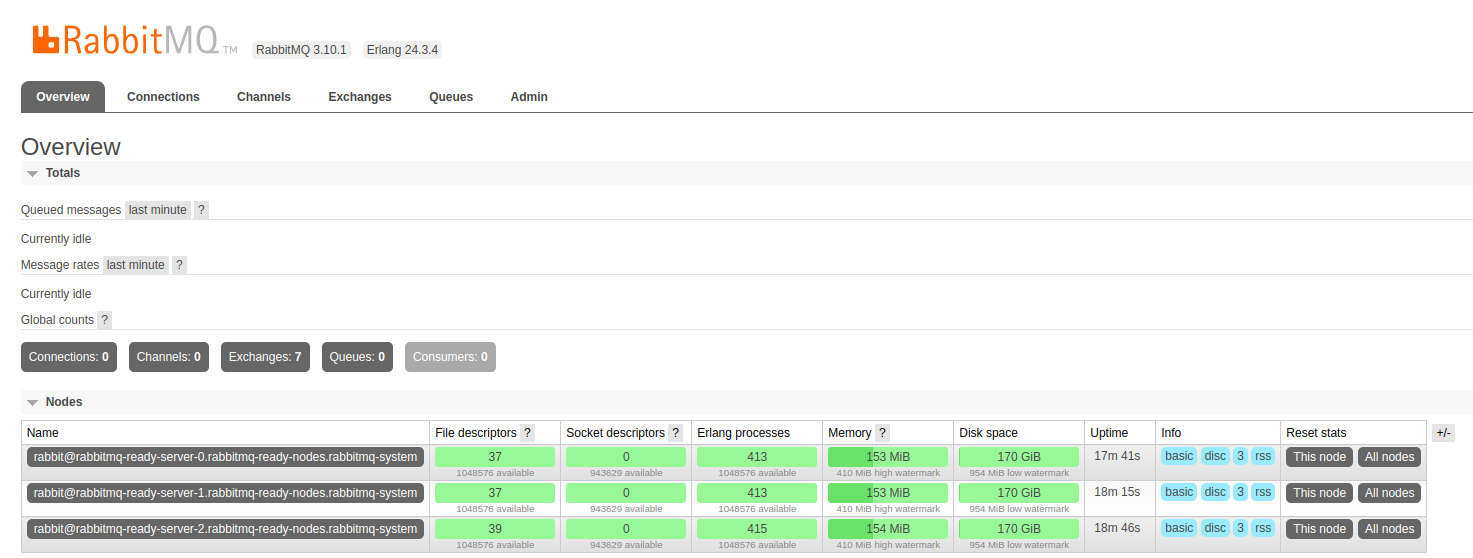 RabbitMQ TM RabbitMQ 3.10.1 Erlang 24.3.4
Overview Connections Channels Exchanges Queues Admin
Overview
Totals
Queued messages last minute ?
Currently idle
Message rates last minute ?
Currently idle
Global counts ?
Connections: 0 Channels: 0 Exchanges: 7 Queues: 0 Consumers: 0
Nodes
Name File descriptors ? Socket descriptors ? Erlang processes Memory ? Disk space Uptime Info Reset stats +/-
rabbit@rabbitmq-ready-server-0.rabbitmq-ready-nodes.rabbitmq-system 37 0 413 153 MiB 170 GiB 17m 41s basic disc 3 rss This node All nodes
1048576 available 943629 available 1048576 available 410 MiB high watermark 954 MiB low watermark
rabbit@rabbitmq-ready-server-1.rabbitmq-ready-nodes.rabbitmq-system 37 0 413 153 MiB 170 GiB 18m 15s basic disc 3 rss This node All nodes
1048576 available 943629 available 1048576 available 410 MiB high watermark 954 MiB low watermark
rabbit@rabbitmq-ready-server-2.rabbitmq-ready-nodes.rabbitmq-system 39 0 415 154 MiB 170 GiB 18m 46s basic disc 3 rss This node All nodes
1048576 available 943629 available 1048576 available 410 MiB high watermark 954 MiB low watermark